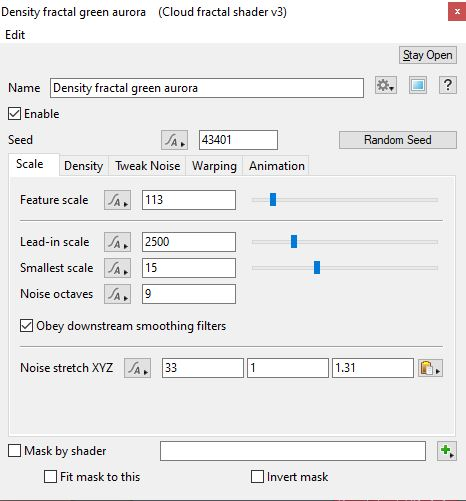 Density fractal green aurora (Cloud fractal shader v3)
x
Edit
Stay Open
Name Density fractal green aurora ?
Enable
Seed 43401 Random Seed
Scale Density Tweak Noise Warping Animation
Feature scale 113
Lead-in scale 2500
Smallest scale 15
Noise octaves 9
Obey downstream smoothing filters
Noise stretch XYZ 33 1 1.31
Mask by shader
Fit mask to this Invert mask